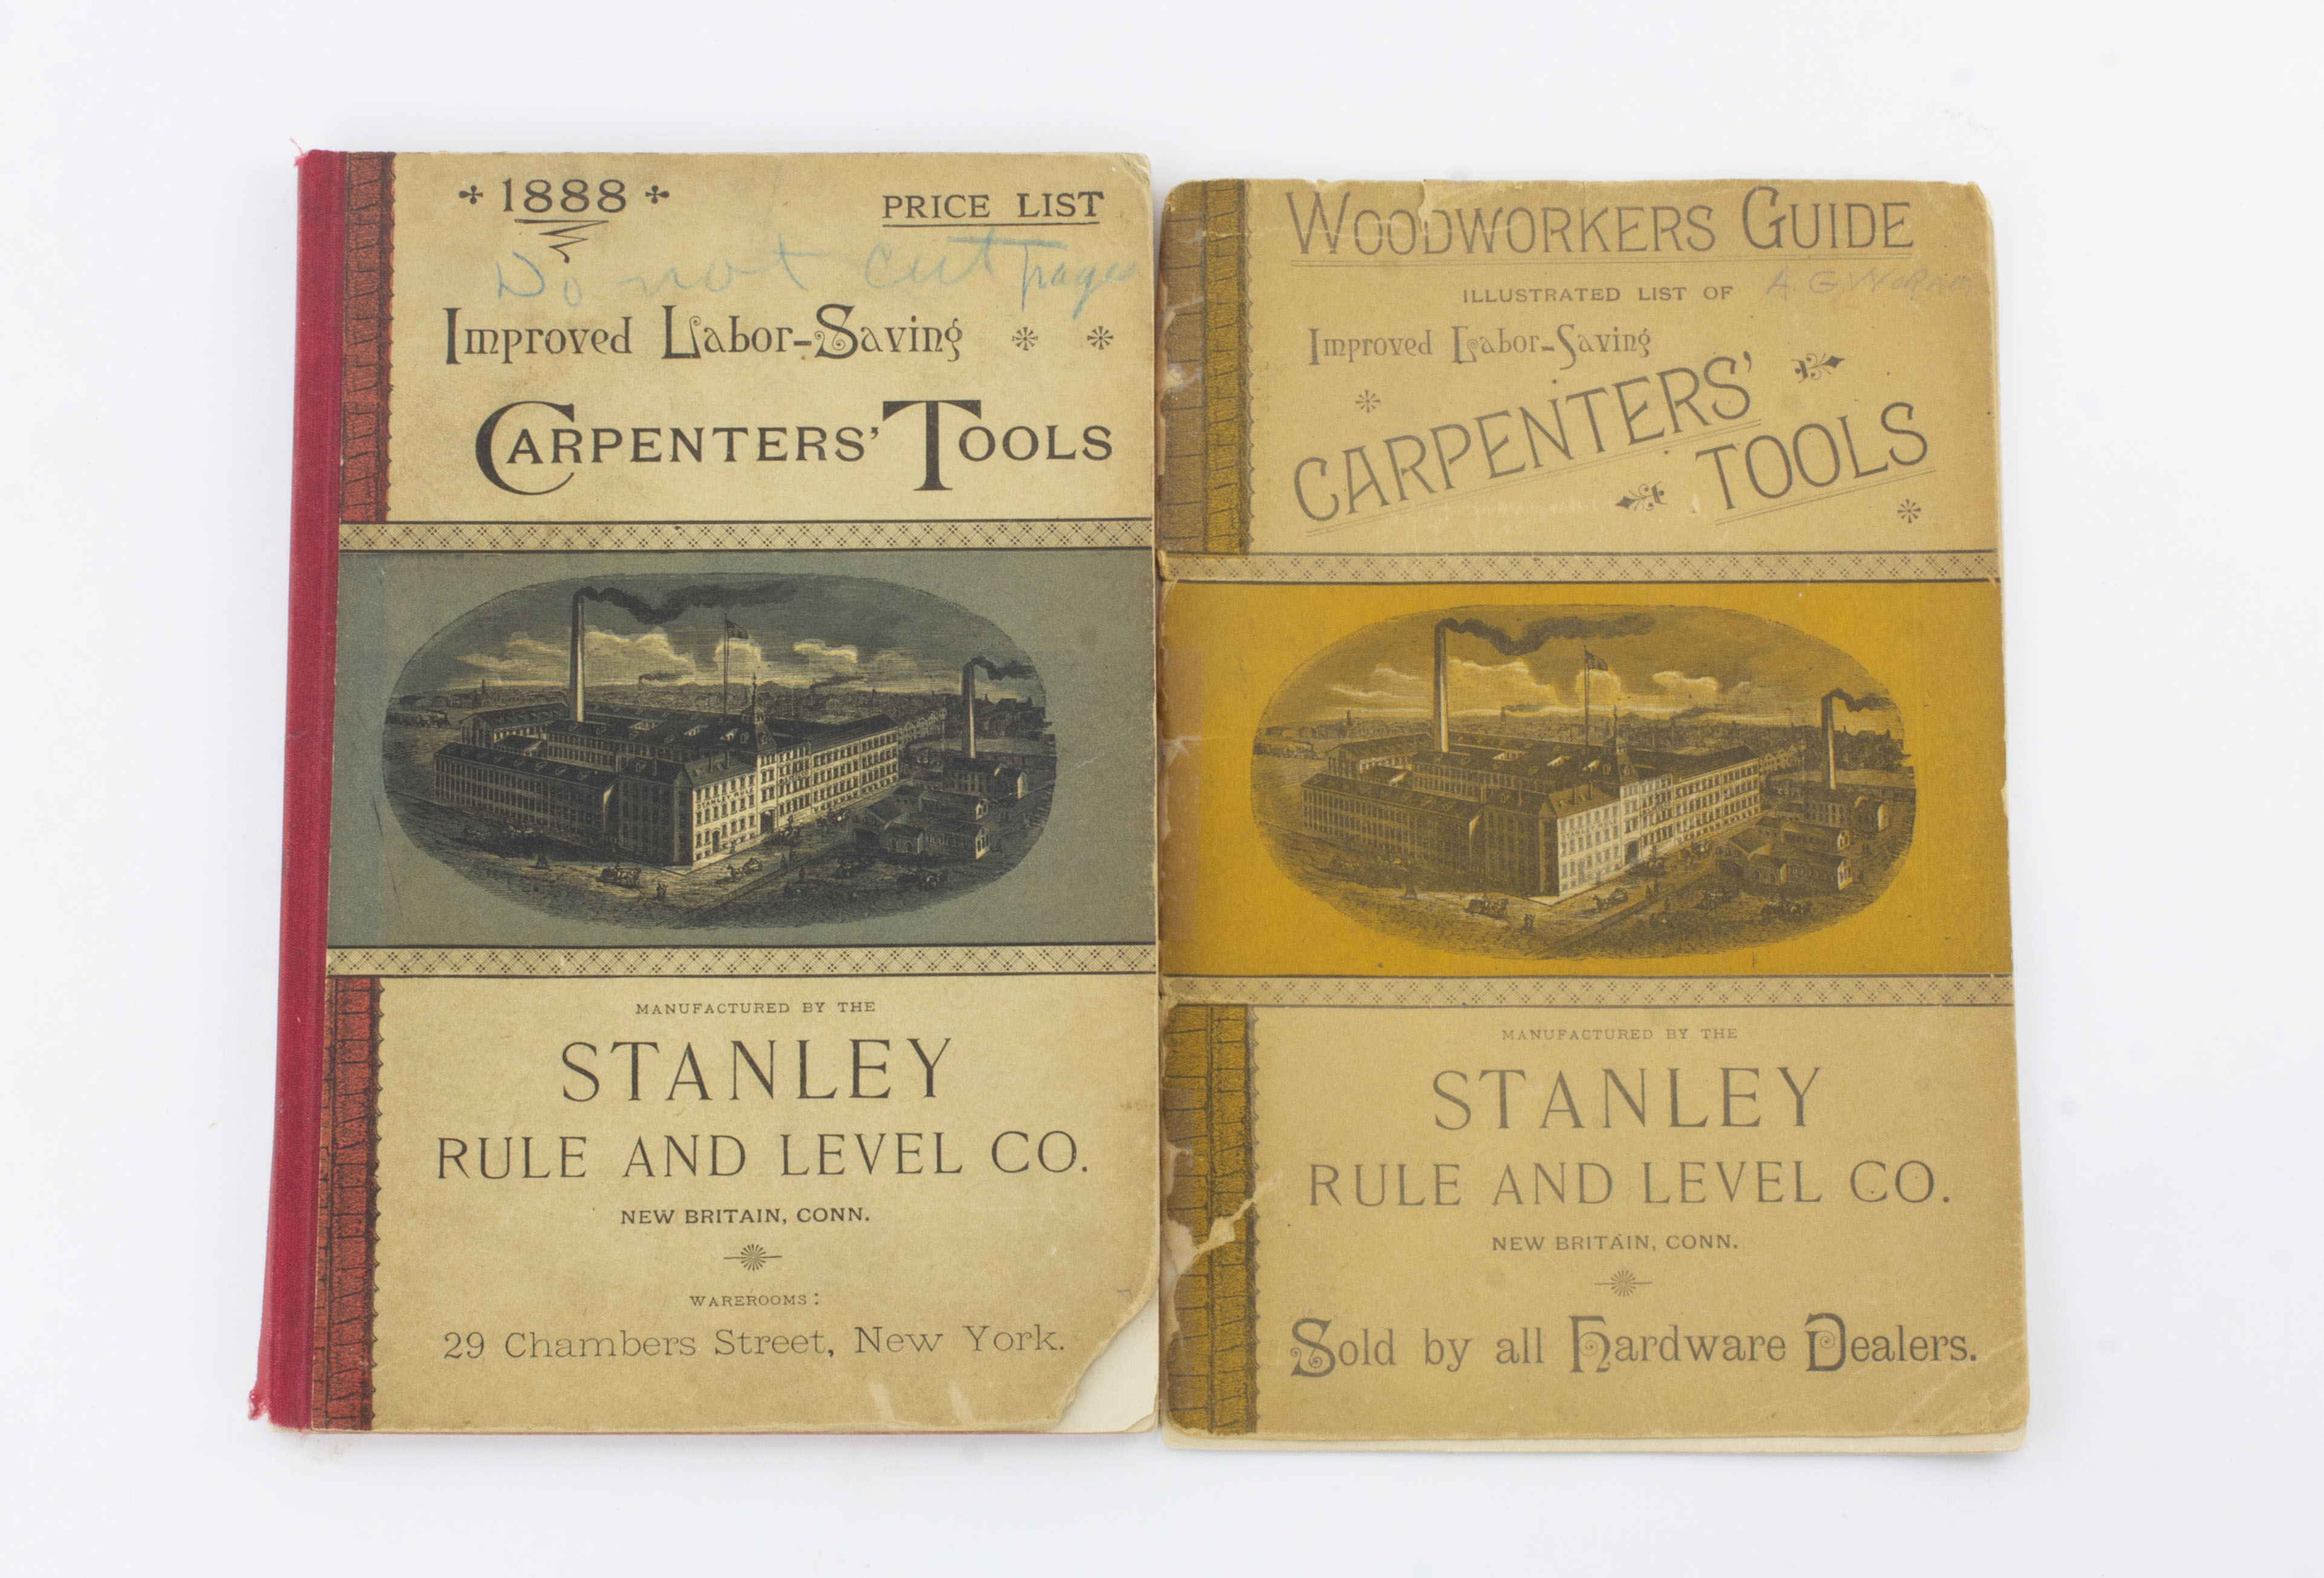 1888
PRICE LIST
Do not cut pages
Improved Labor-Saving
CARPENTERS' TOOLS
STANLEY RULE
MANUFACTURED BY THE
STANLEY
RULE AND LEVEL CO.
NEW BRITAIN, CONN.
WAREROOMS:
29 Chambers Street, New York.
WOODWORKERS GUIDE
ILLUSTRATED LIST OF
A. G.
Improved Labor-Saving
CARPENTERS'
TOOLS
MANUFACTURED BY THE
STANLEY
RULE AND LEVEL CO.
NEW BRITAIN, CONN.
Sold by all Hardware Dealers.